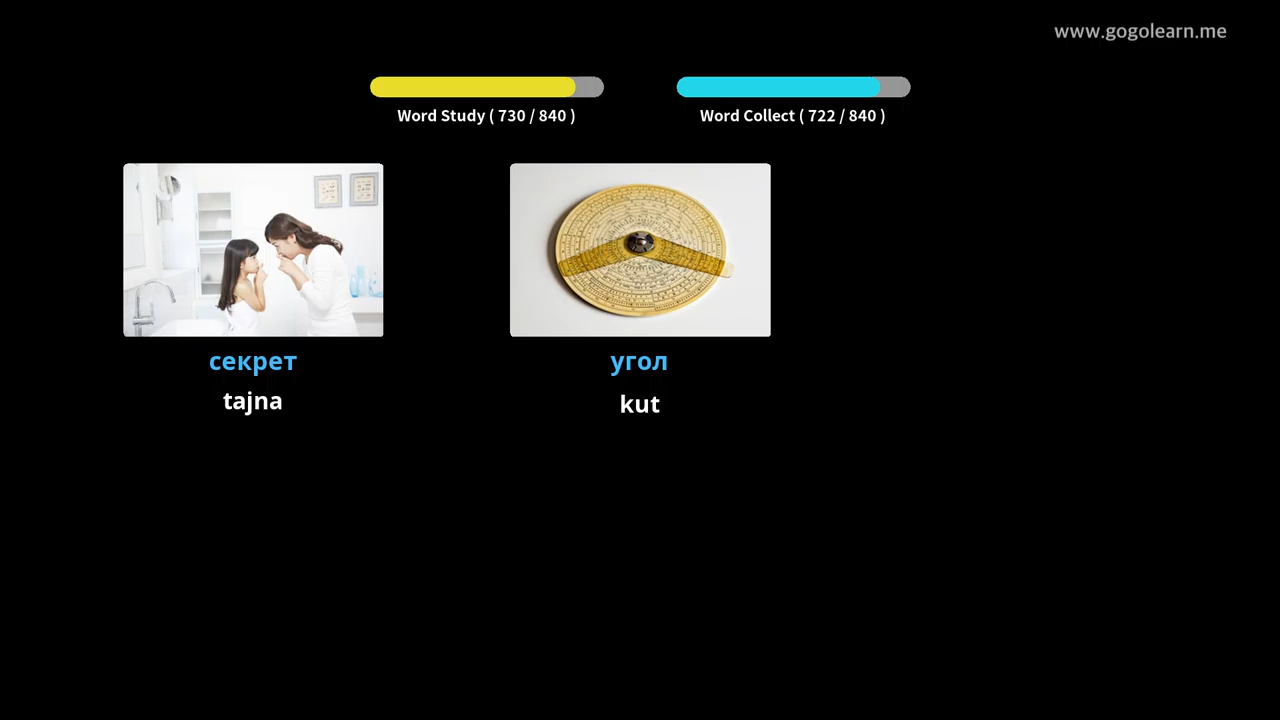 www.gogolearn.me
Word Study ( 730 / 840 )
Word Collect ( 722 / 840 )
секрет
tajna
угол
kut